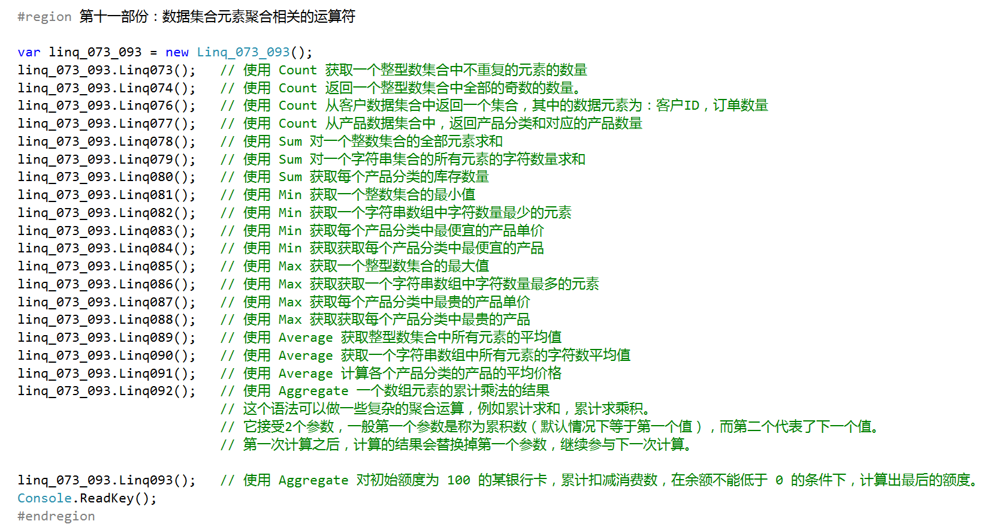 #region 第十一部份：数据集合元素聚合相关的运算符
var linq_073_093 = new Linq_073_093();
linq_073_093.Linq073();   // 使用 Count 获取一个整型数集合中不重复的元素的数量
linq_073_093.Linq074();   // 使用 Count 返回一个整型数集合中全部的奇数的数量。
linq_073_093.Linq076();   // 使用 Count 从客户数据集合中返回一个集合，其中的数据元素为：客户ID，订单数量
linq_073_093.Linq077();   // 使用 Count 从产品数据集合中，返回产品分类和对应的产品数量
linq_073_093.Linq078();   // 使用 Sum 对一个整数集合的全部元素求和
linq_073_093.Linq079();   // 使用 Sum 对一个字符串集合的所有元素的字符数量求和
linq_073_093.Linq080();   // 使用 Sum 获取每个产品分类的库存数量
linq_073_093.Linq081();   // 使用 Min 获取一个整数集合的最小值
linq_073_093.Linq082();   // 使用 Min 获取一个字符串数组中字符数量最少的元素
linq_073_093.Linq083();   // 使用 Min 获取每个产品分类中最便宜的产品单价
linq_073_093.Linq084();   // 使用 Min 获取获取每个产品分类中最便宜的产品
linq_073_093.Linq085();   // 使用 Max 获取一个整型数集合的最大值
linq_073_093.Linq086();   // 使用 Max 获取获取一个字符串数组中字符数量最多的元素
linq_073_093.Linq087();   // 使用 Max 获取每个产品分类中最贵的产品单价
linq_073_093.Linq088();   // 使用 Max 获取获取每个产品分类中最贵的产品
linq_073_093.Linq089();   // 使用 Average 获取整型数集合中所有元素的平均值
linq_073_093.Linq090();   // 使用 Average 获取一个字符串数组中所有元素的字符数平均值
linq_073_093.Linq091();   // 使用 Average 计算各个产品分类的产品的平均价格
linq_073_093.Linq092();   // 使用 Aggregate 一个数组元素的累计乘法的结果
// 这个语法可以做一些复杂的聚合运算，例如累计求和，累计求乘积。
// 它接受2个参数，一般第一个参数是称为累积数（默认情况下等于第一个值），而第二个代表了下一个值。
// 第一次计算之后，计算的结果会替换掉第一个参数，继续参与下一次计算。
linq_073_093.Linq093();   // 使用 Aggregate 对初始额度为 100 的某银行卡，累计扣减消费数，在余额不能低于 0 的条件下，计算出最后的额度。
Console.ReadKey();
#endregion